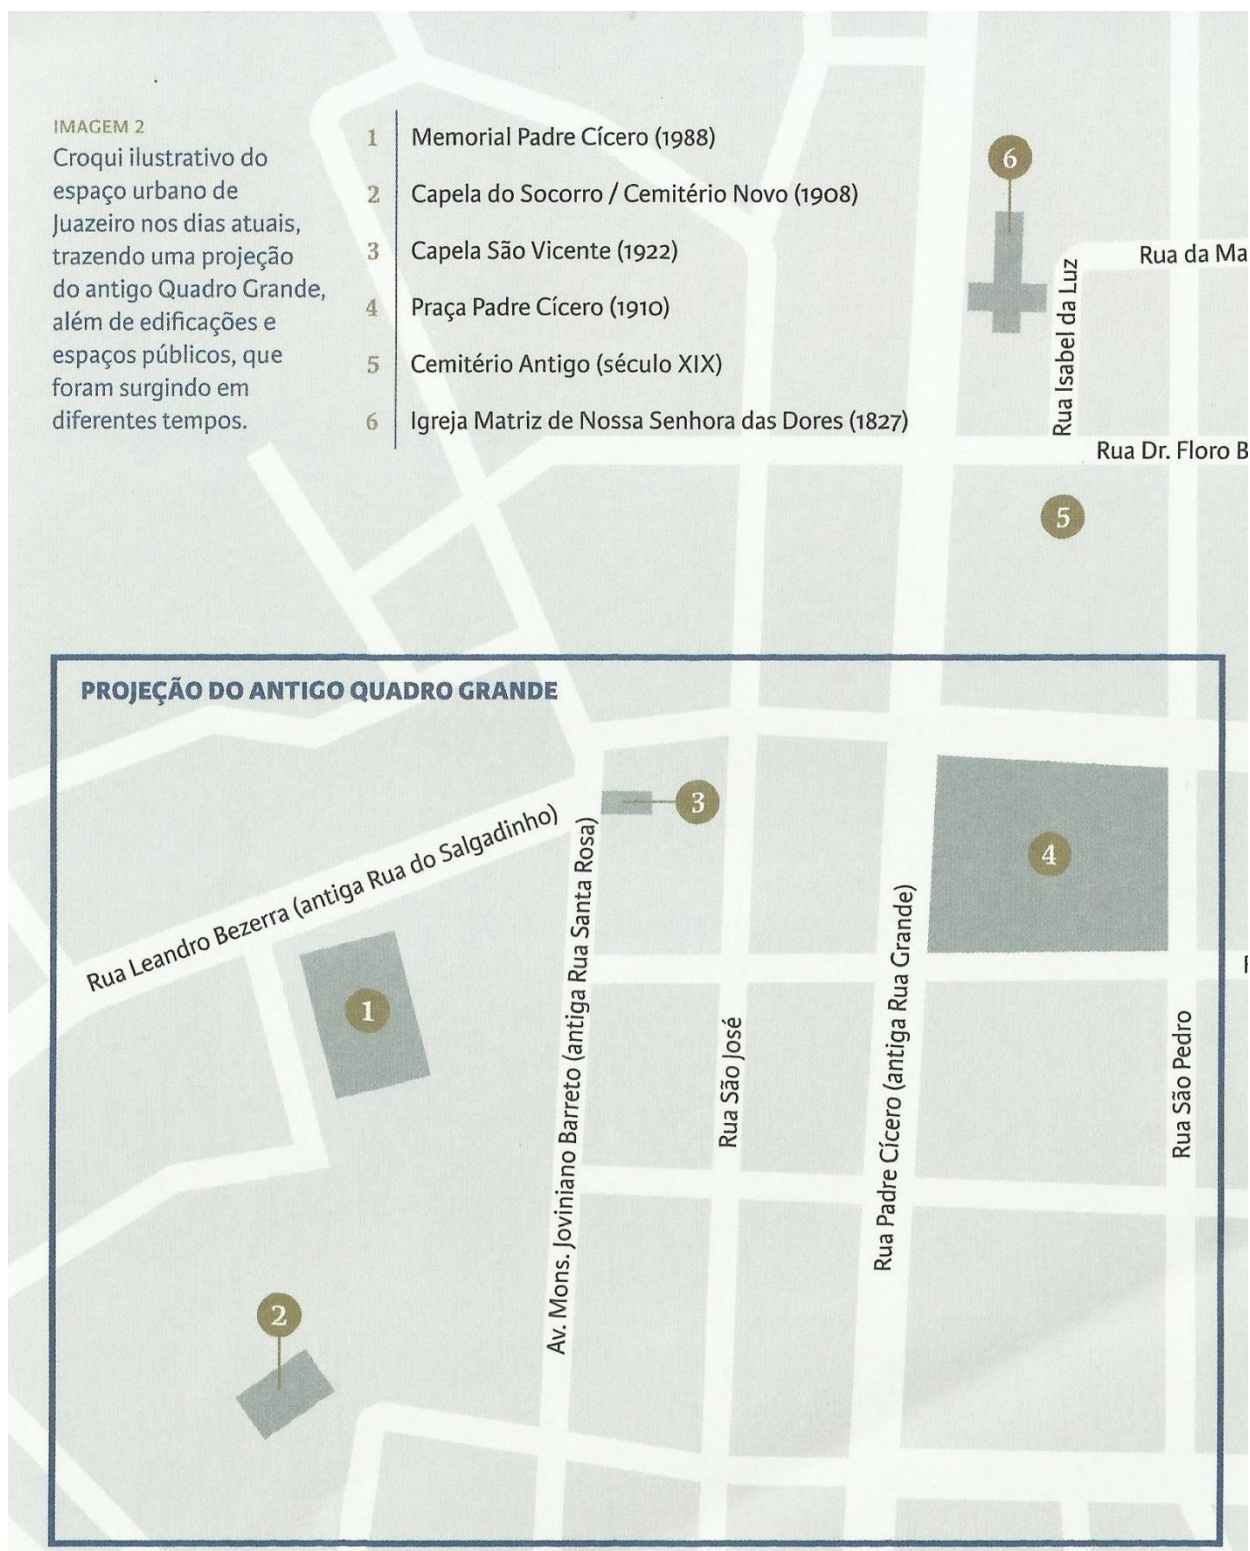 IMAGEM 2
Croqui ilustrativo do
espaço urbano de
Juazeiro nos dias atuais,
trazendo uma projeção
do antigo Quadro Grande,
além de edificações e
espaços públicos, que
foram surgindo em
diferentes tempos.
1 Memorial Padre Cícero (1988)
2 Capela do Socorro / Cemitério Novo (1908)
3 Capela São Vicente (1922)
4 Praça Padre Cícero (1910)
5 Cemitério Antigo (século XIX)
6 Igreja Matriz de Nossa Senhora das Dores (1827)
6
Rua da Ma
Rua Isabel da Luz
Rua Dr. Floro B
5
PROJEÇÃO DO ANTIGO QUADRO GRANDE
3
4
Rua Leandro Bezerra (antiga Rua do Salgadinho)
1
Av. Mons. Joviniano Barreto (antiga Rua Santa Rosa)
Rua São José
Rua Padre Cícero (antiga Rua Grande)
Rua São Pedro
2